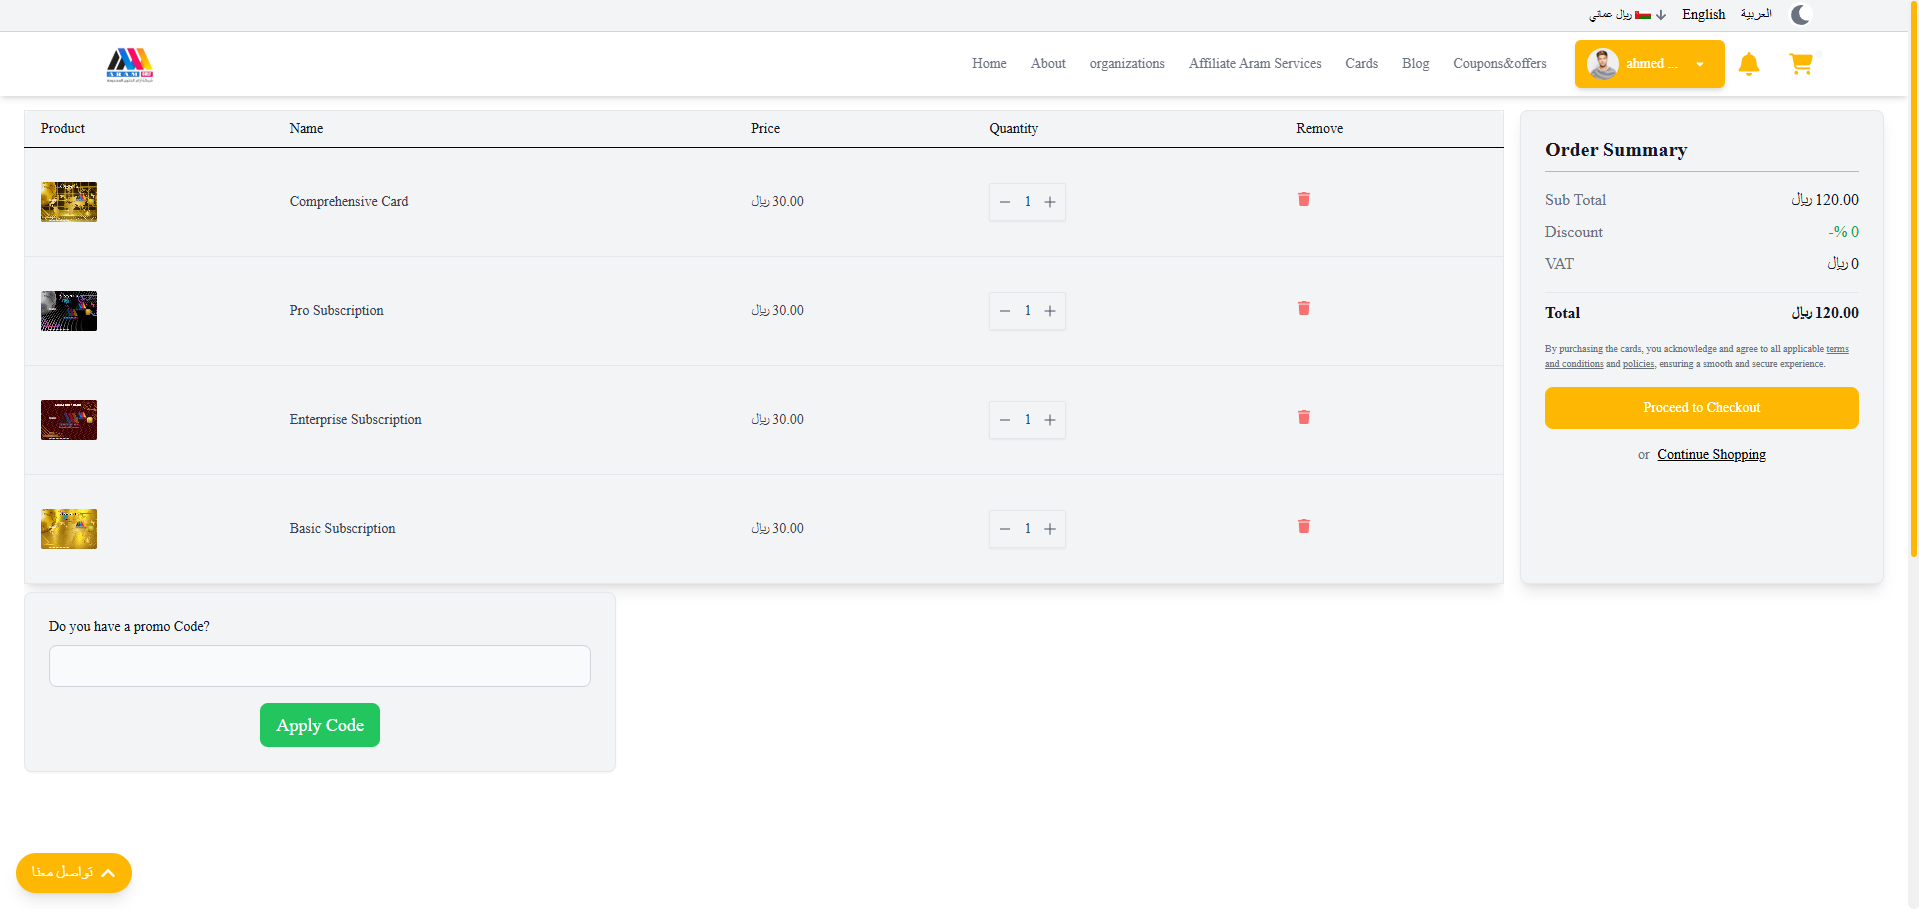 ريال عماني English العربية
ARAM
Home About organizations Affiliate Aram Services Cards Blog Coupons&offers ahmed ...
Product Name Price Quantity Remove
Comprehensive Card ريال 30.00 1
Pro Subscription ريال 30.00 1
Enterprise Subscription ريال 30.00 1
Basic Subscription ريال 30.00 1
Order Summary
Sub Total ريال 120.00
Discount -% 0
VAT ريال 0
Total ريال 120.00
By purchasing the cards, you acknowledge and agree to all applicable terms
and conditions and policies, ensuring a smooth and secure experience.
Proceed to Checkout
or Continue Shopping
Do you have a promo Code?
Apply Code
تواصل معنا